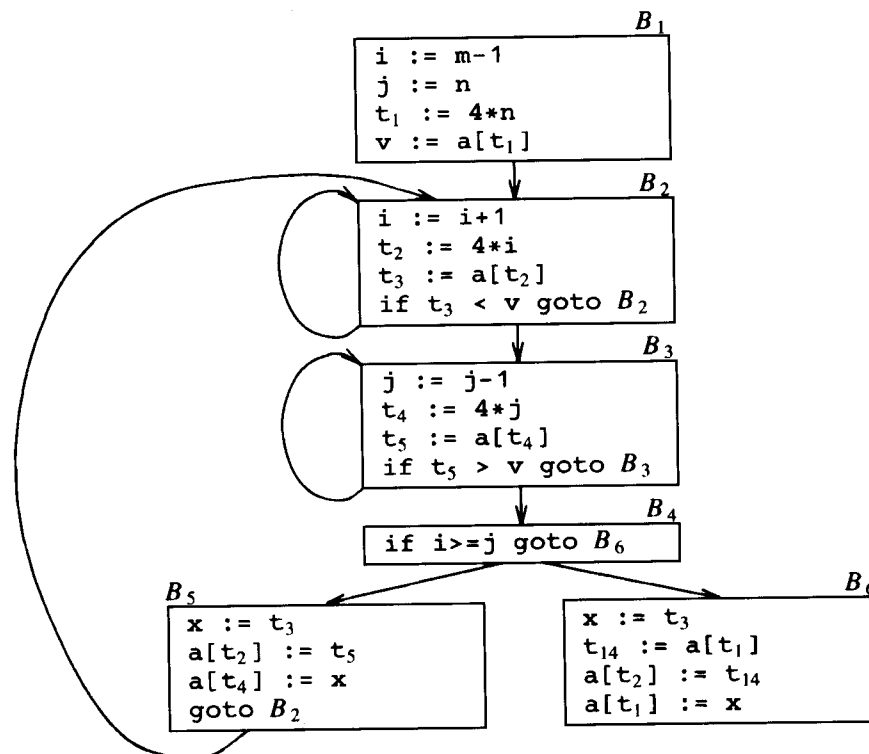 B₁
i := m-1
j := n
t₁ := 4*n
v := a[t₁]
B₂
i := i+1
t₂ := 4*i
t₃ := a[t₂]
if t₃ < v goto B₂
B₃
j := j-1
t₄ := 4*j
t₅ := a[t₄]
if t₅ > v goto B₃
B₄
if i>=j goto B₆
B₅
x := t₃
a[t₂] := t₅
a[t₄] := x
goto B₂
B₆
x := t₃
t₁₄ := a[t₁]
a[t₂] := t₁₄
a[t₁] := x